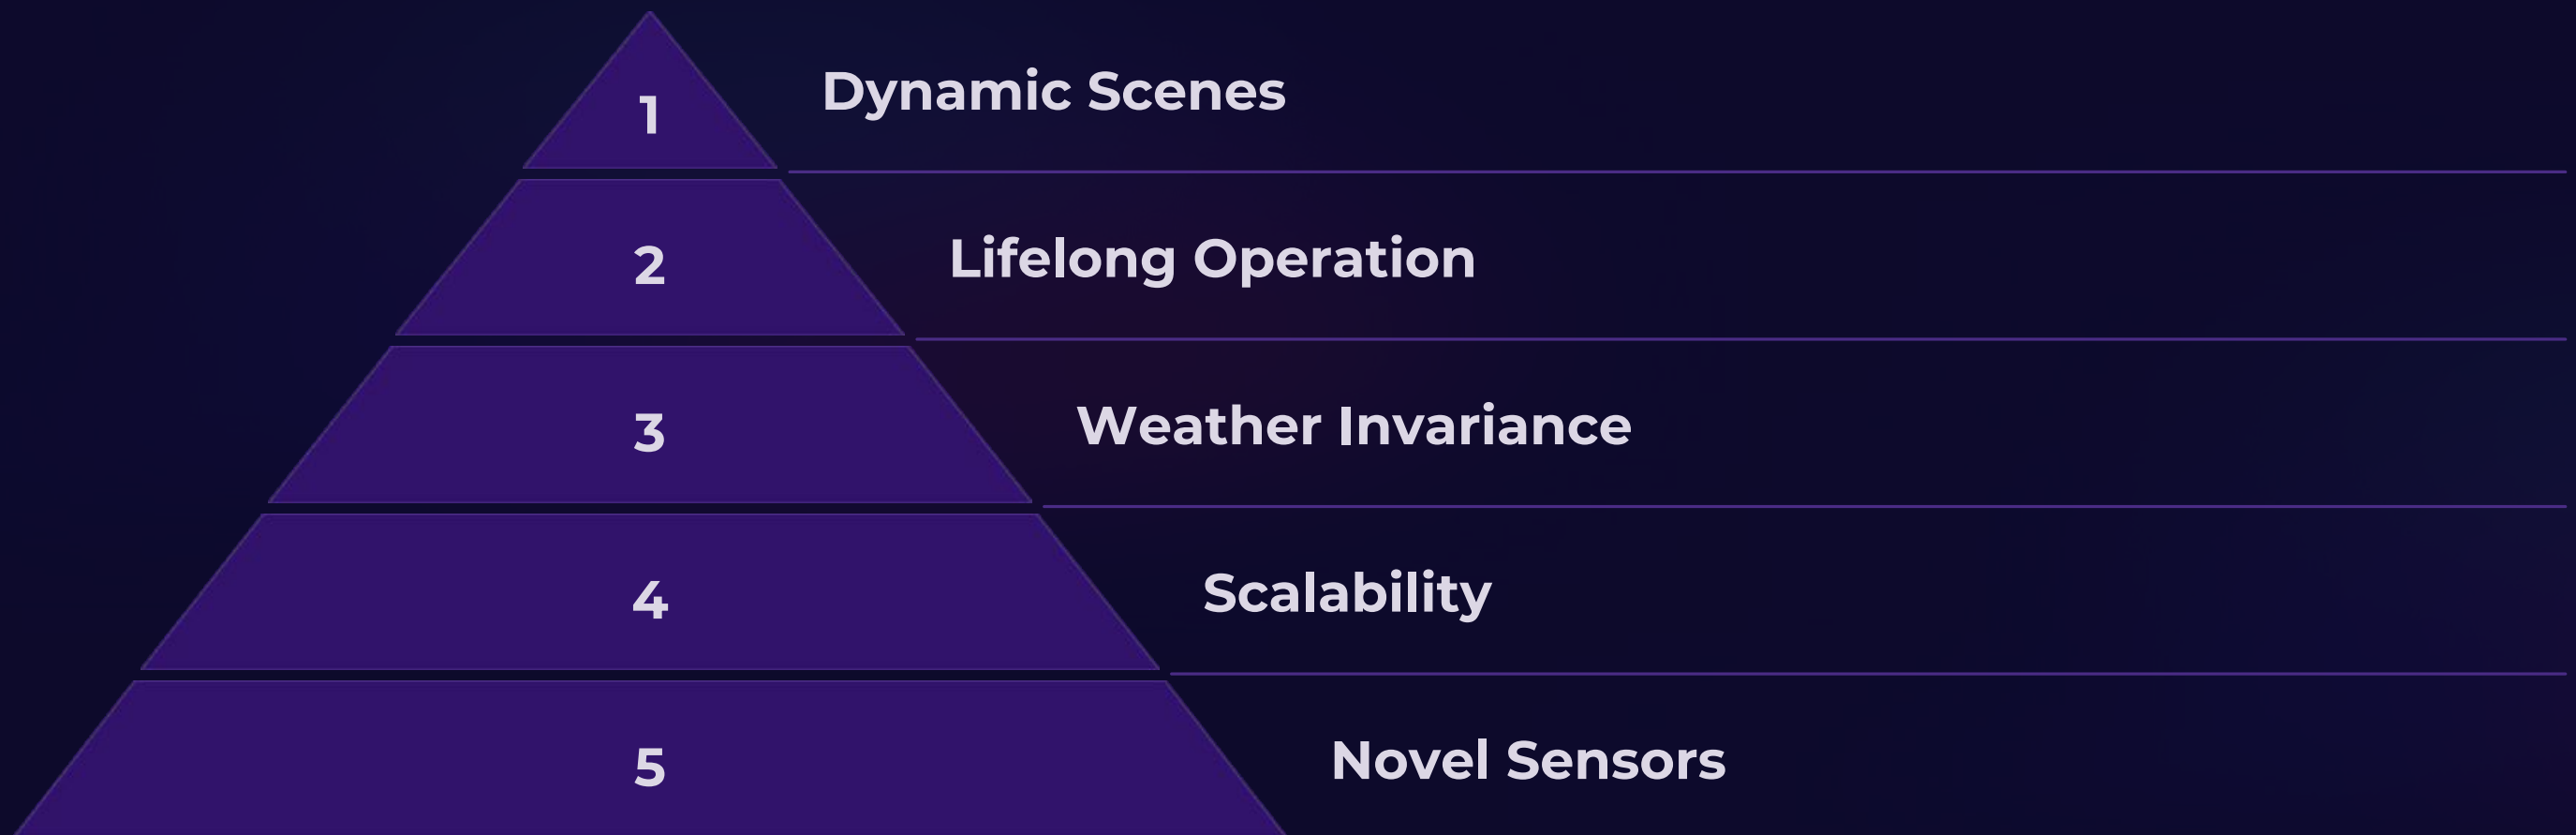 1
Dynamic Scenes
2
Lifelong Operation
3
Weather Invariance
4
Scalability
5
Novel Sensors